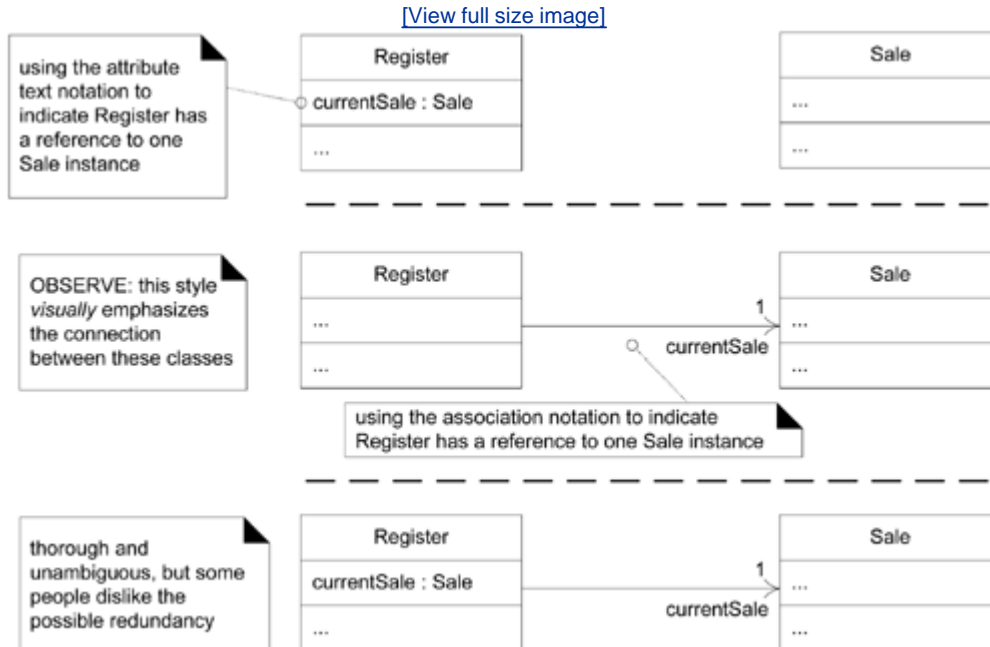 [View full size image]
using the attribute
text notation to
indicate Register has
a reference to one
Sale instance
Register
currentSale : Sale
...
Sale
...
...
OBSERVE: this style
visually emphasizes
the connection
between these classes
Register
...
...
1
currentSale
Sale
...
...
using the association notation to indicate
Register has a reference to one Sale instance
thorough and
unambiguous, but some
people dislike the
possible redundancy
Register
currentSale : Sale
...
1
currentSale
Sale
...
...